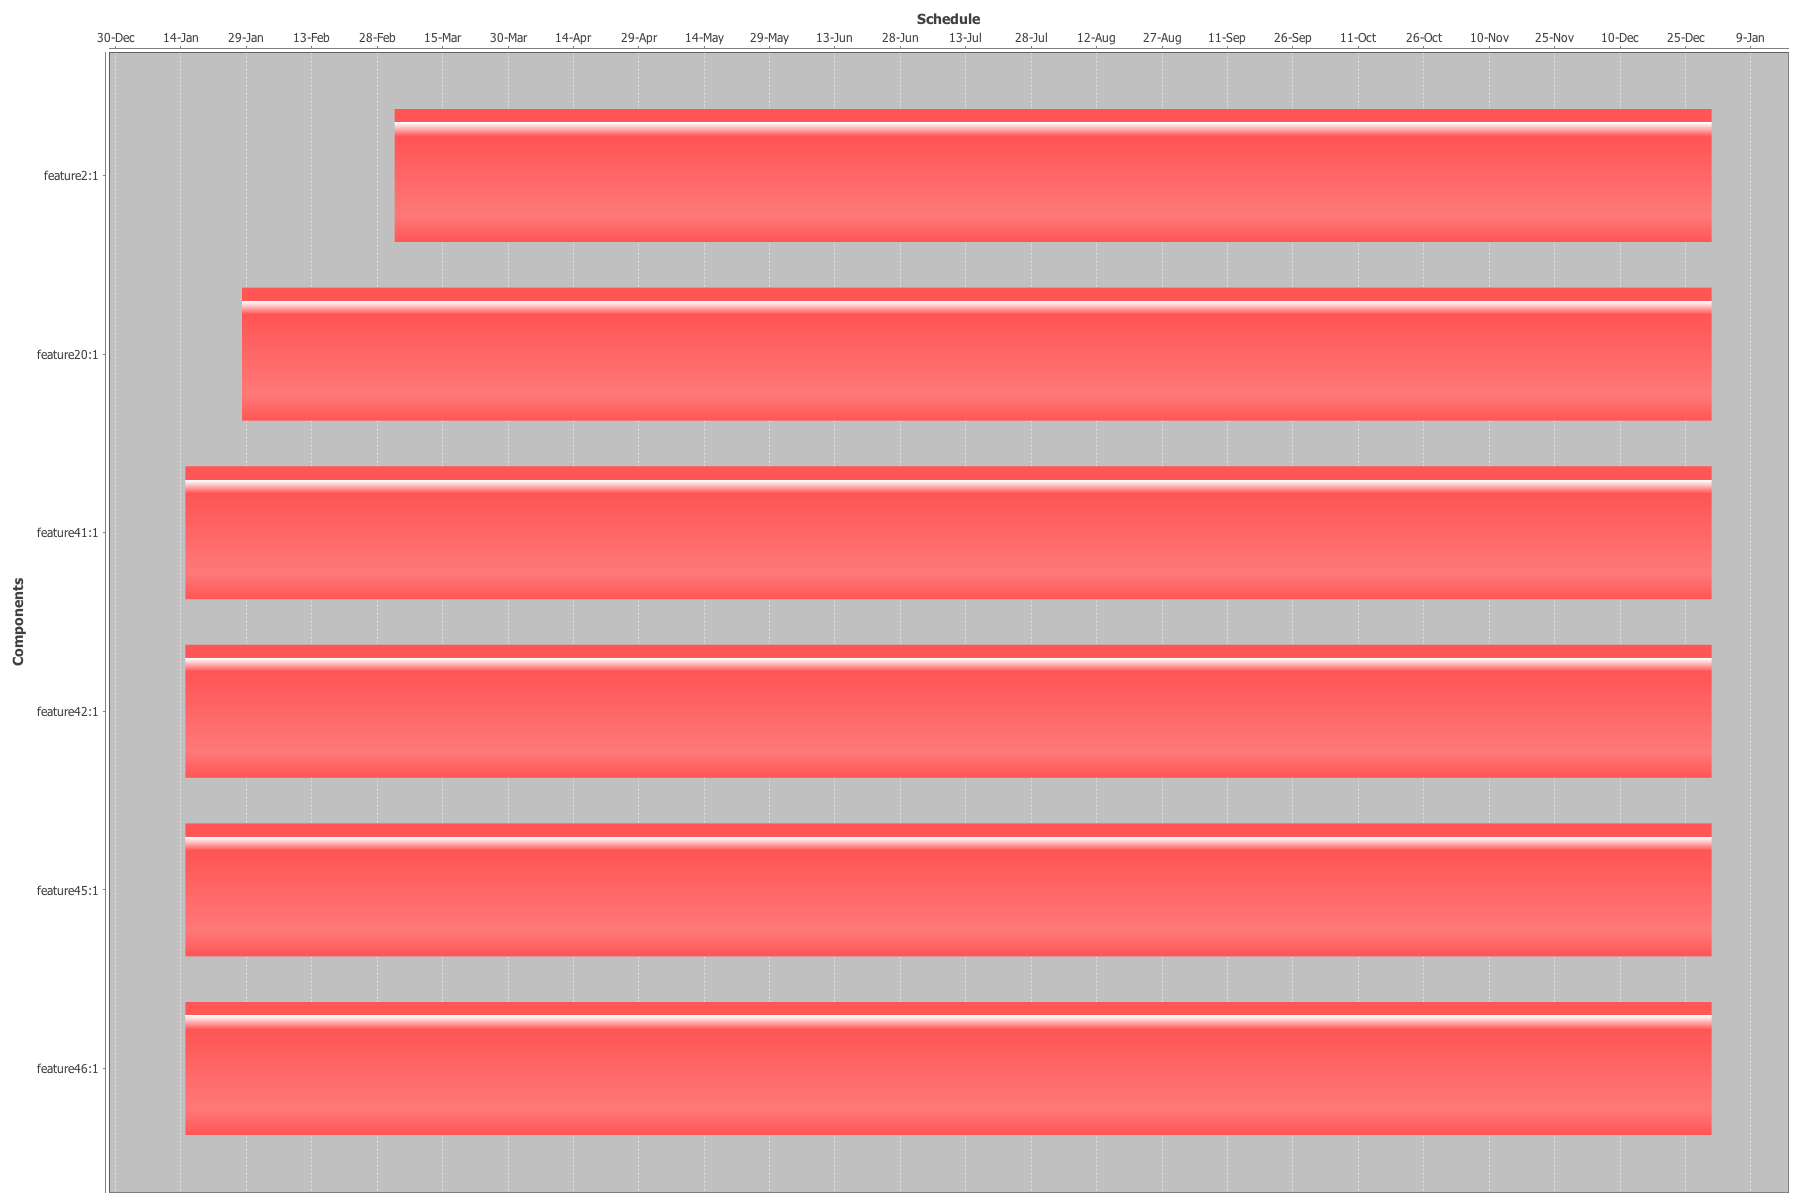 Schedule
30-Dec 14-Jan 29-Jan 13-Feb 28-Feb 15-Mar 30-Mar 14-Apr 29-Apr 14-May 29-May 13-Jun 28-Jun 13-Jul 28-Jul 12-Aug 27-Aug 11-Sep 26-Sep 11-Oct 26-Oct 10-Nov 25-Nov 10-Dec 25-Dec 9-Jan
Components
feature2:1
feature20:1
feature41:1
feature42:1
feature45:1
feature46:1